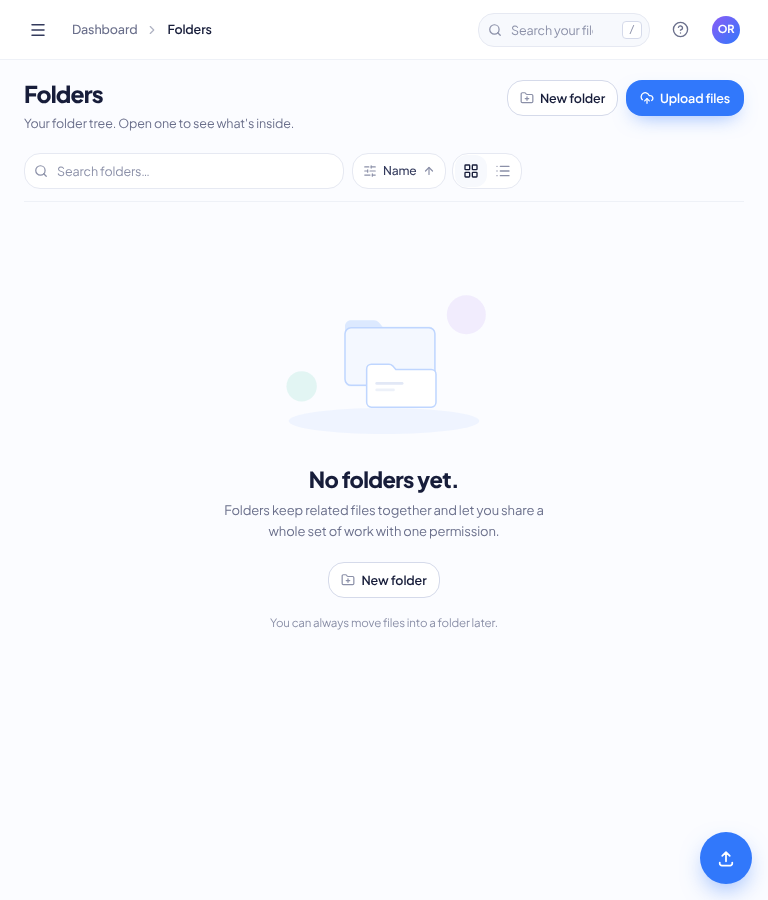 Dashboard
Folders
Search your fil
/
OR
Folders
Your folder tree. Open one to see what's inside.
New folder
Upload files
Search folders...
Name
No folders yet.
Folders keep related files together and let you share a
whole set of work with one permission.
New folder
You can always move files into a folder later.